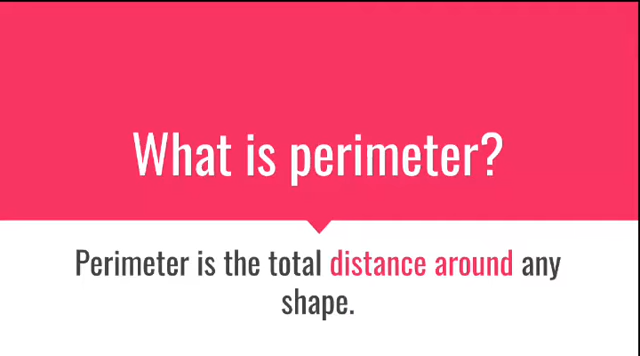 What is perimeter?
Perimeter is the total distance around any
shape.